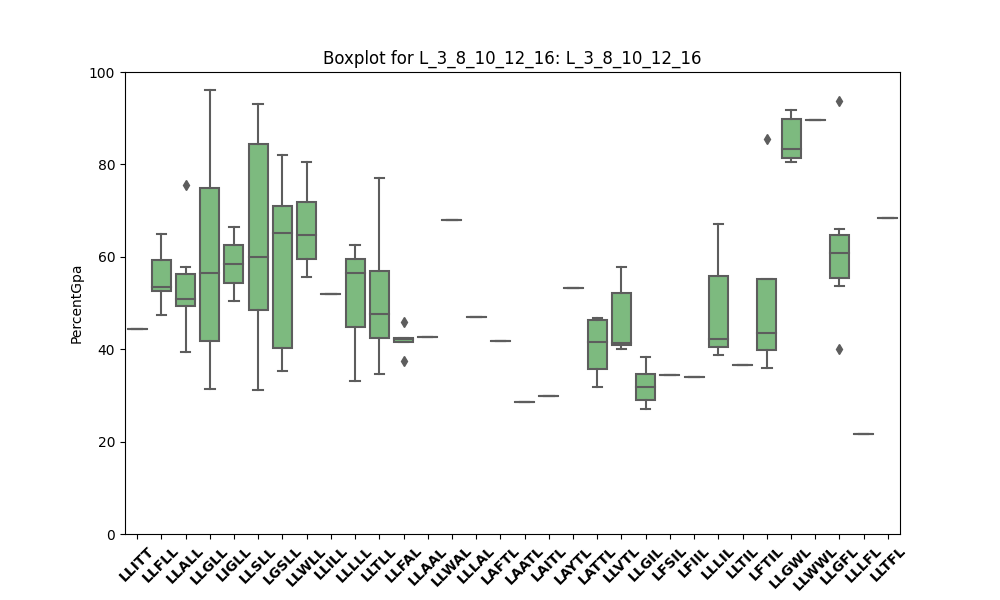 Boxplot for L_3_8_10_12_16: L_3_8_10_12_16
PercentGpa
100
80
60
40
20
0
LLITT
LLFLL
LLALL
LLGLL
LIGLL
LLSLL
LGSLL
LLWLL
LLILL
LLLLL
LLTLL
LLFAL
LLAAL
LLWAL
LLLAL
LAFTL
LAATL
LAITL
LAYTL
LATTL
LLVTL
LLGIL
LFSIL
LFIIL
LLLIL
LLTIL
LFTIL
LLGWL
LLWWL
LLGFL
LLLFL
LLTFL